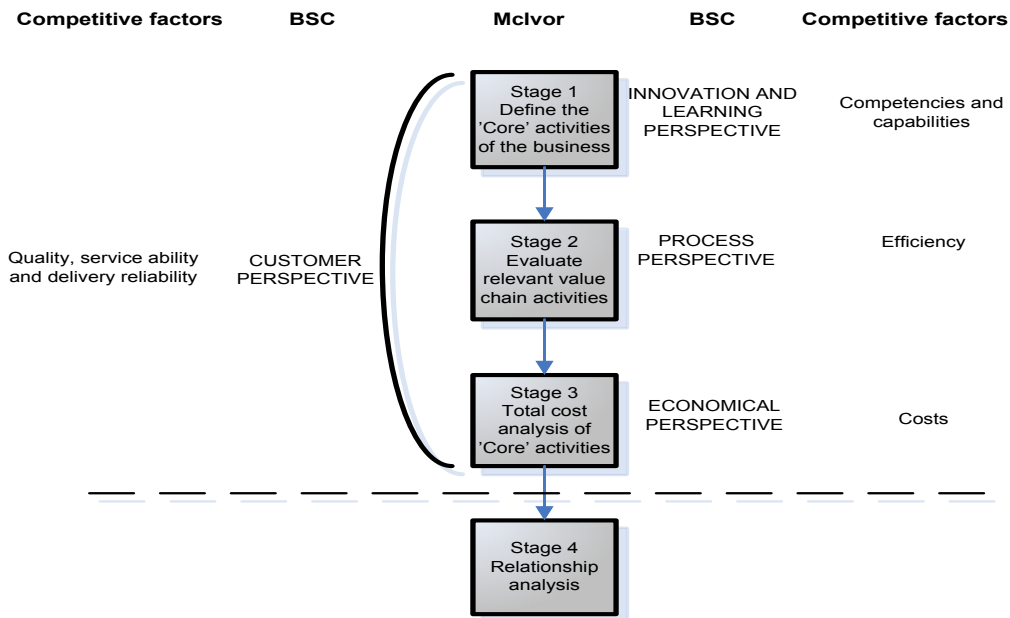 Competitive factors BSC McIvor BSC Competitive factors
Stage 1
Define the
'Core' activities
of the business
INNOVATION AND
LEARNING
PERSPECTIVE
Competencies and
capabilities
Quality, service ability
and delivery reliability
CUSTOMER
PERSPECTIVE
Stage 2
Evaluate
relevant value
chain activities
PROCESS
PERSPECTIVE
Efficiency
Stage 3
Total cost
analysis of
'Core' activities
ECONOMICAL
PERSPECTIVE
Costs
Stage 4
Relationship
analysis